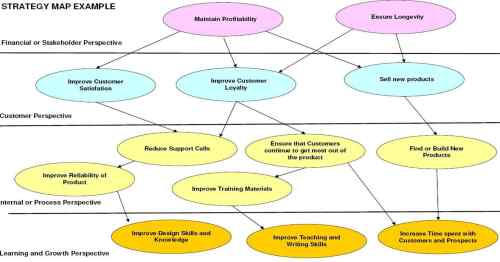 STRATEGY MAP EXAMPLE
Maintain Profitability
Ensure Longevity
Financial or Stakeholder Perspective
Improve Customer
Satisfation
Improve Customer
Loyalty
Sell new products
Customer Perspective
Reduce Support Calls
Ensure that Customers
continue to get most out of
the product
Find or Build New
Products
Improve Reliability of
Product
Improve Training Materials
Internal or Process Perspective
Improve Design Skills and
Knowledge
Improve Teaching and
Writing Skills
Increase Time spent with
Customers and Prospects
Learning and Growth Perspective